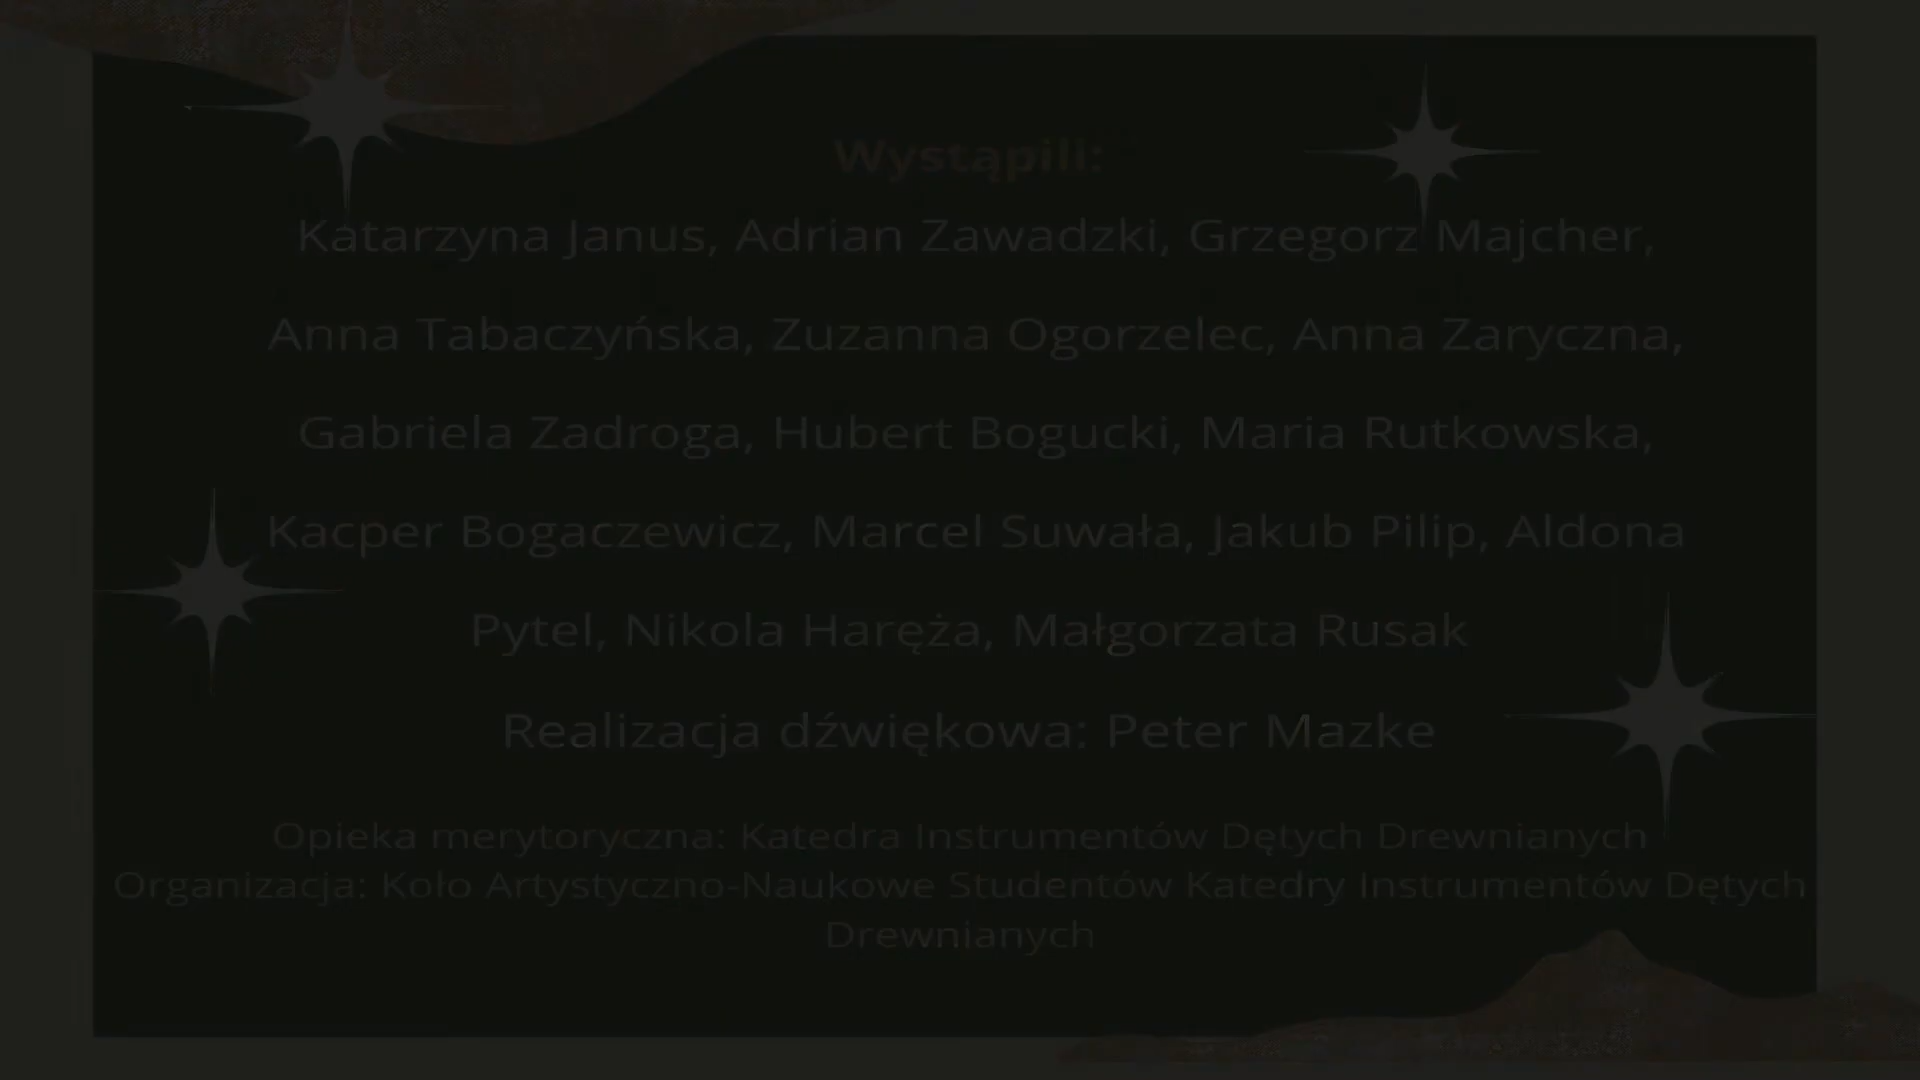 Wystąpili:
Katarzyna Janus, Adrian Zawadzki, Grzegorz Majcher,
Anna Tabaczyńska, Zuzanna Ogorzelec, Anna Zaryczna,
Gabriela Zadroga, Hubert Bogucki, Maria Rutkowska,
Kacper Bogaczewicz, Marcel Suwała, Jakub Pilip, Aldona
Pytel, Nikola Haręża, Małgorzata Rusak
Realizacja dźwiękowa: Peter Mazke
Opieka merytoryczna: Katedra Instrumentów Dętych Drewnianych
Organizacja: Koło Artystyczno-Naukowe Studentów Katedry Instrumentów Dętych
Drewnianych